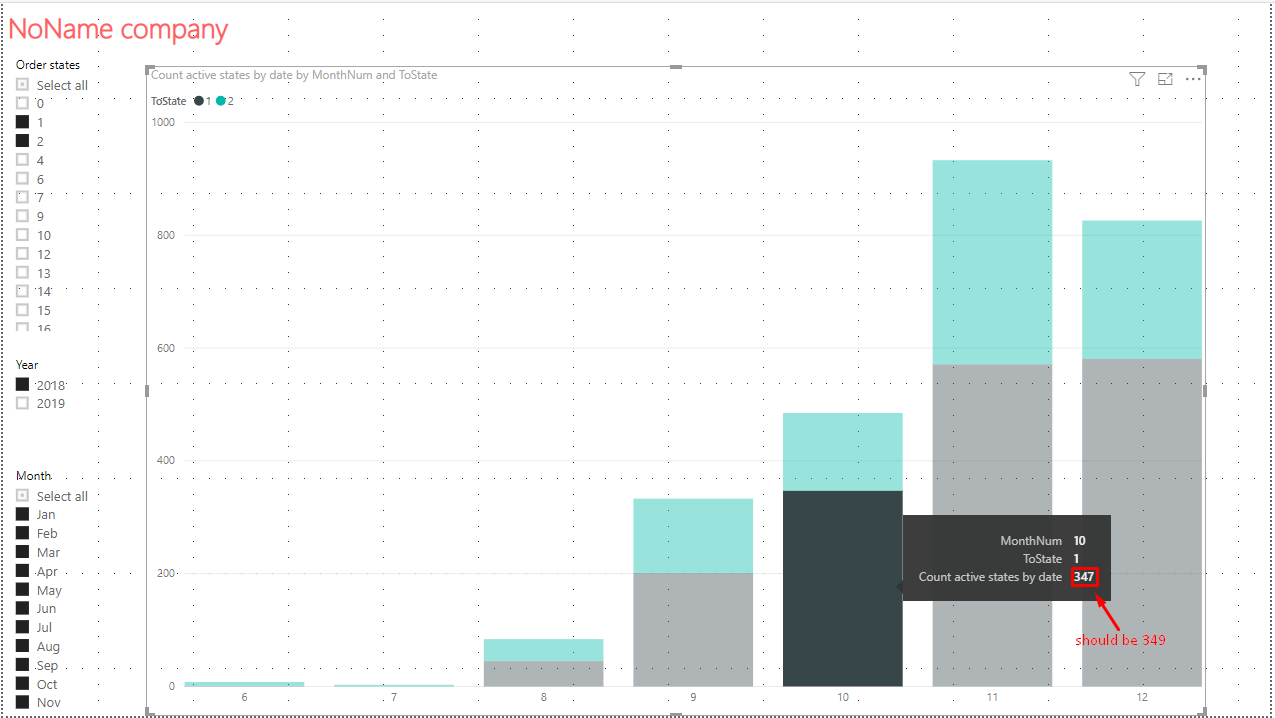 NoName company
Order states
Select all
0
1
2
4
6
7
9
10
12
13
14
15
16
Year
2018
2019
Month
Select all
Jan
Feb
Mar
Apr
May
Jun
Jul
Aug
Sep
Oct
Nov
Count active states by date by MonthNum and ToState
ToState 1 2
1000
800
600
400
200
0
6 7 8 9 10 11 12
MonthNum 10
ToState 1
Count active states by date 347
should be 349